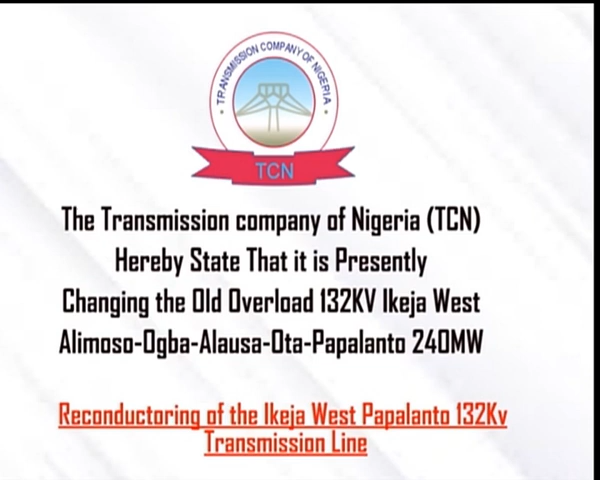 TRANSMISSION COMPANY OF NIGERIA
TCN
The Transmission company of Nigeria (TCN)
Hereby State That it is Presently
Changing the Old Overload 132KV Ikeja West
Alimoso-Ogba-Alausa-Ota-Papalanto 240MW
Reconductoring of the Ikeja West Papalanto 132Kv
Transmission Line